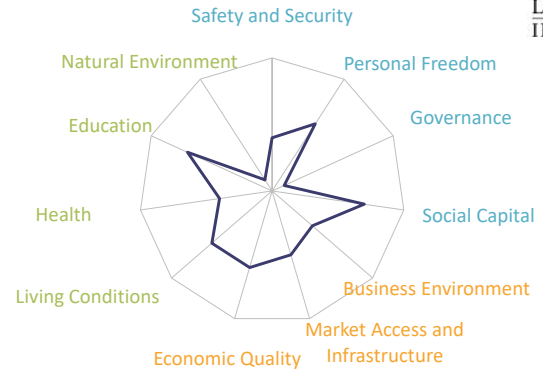 Safety and Security
Natural Environment
Personal Freedom
Education
Governance
Health
Social Capital
Living Conditions
Business Environment
Market Access and
Infrastructure
Economic Quality